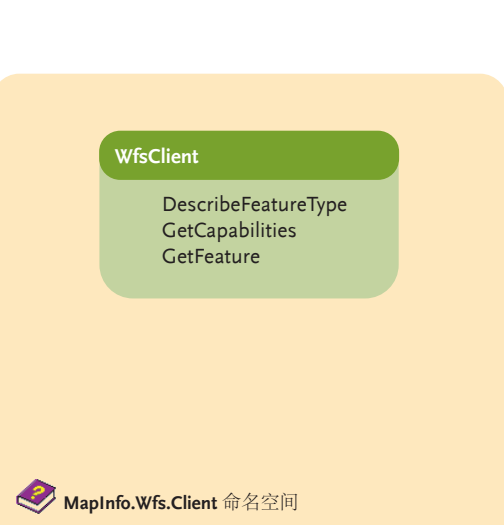 WfsClient
DescribeFeatureType
GetCapabilities
GetFeature
MapInfo.Wfs.Client 命名空间